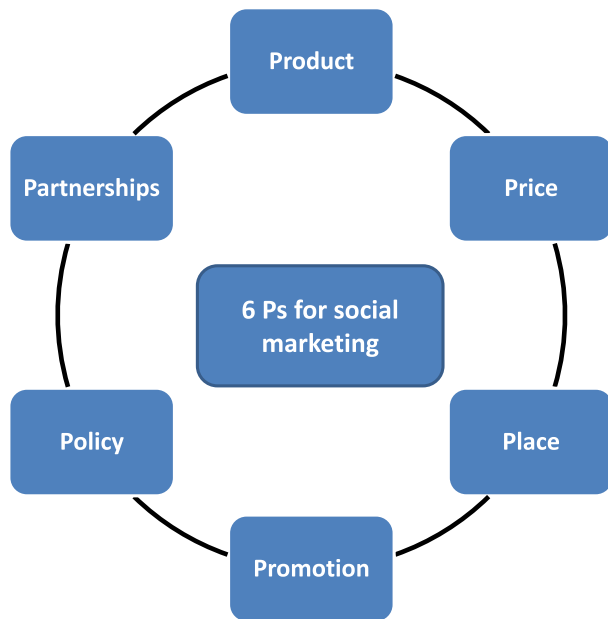 Product
Partnerships
Price
6 Ps for social
marketing
Policy
Place
Promotion